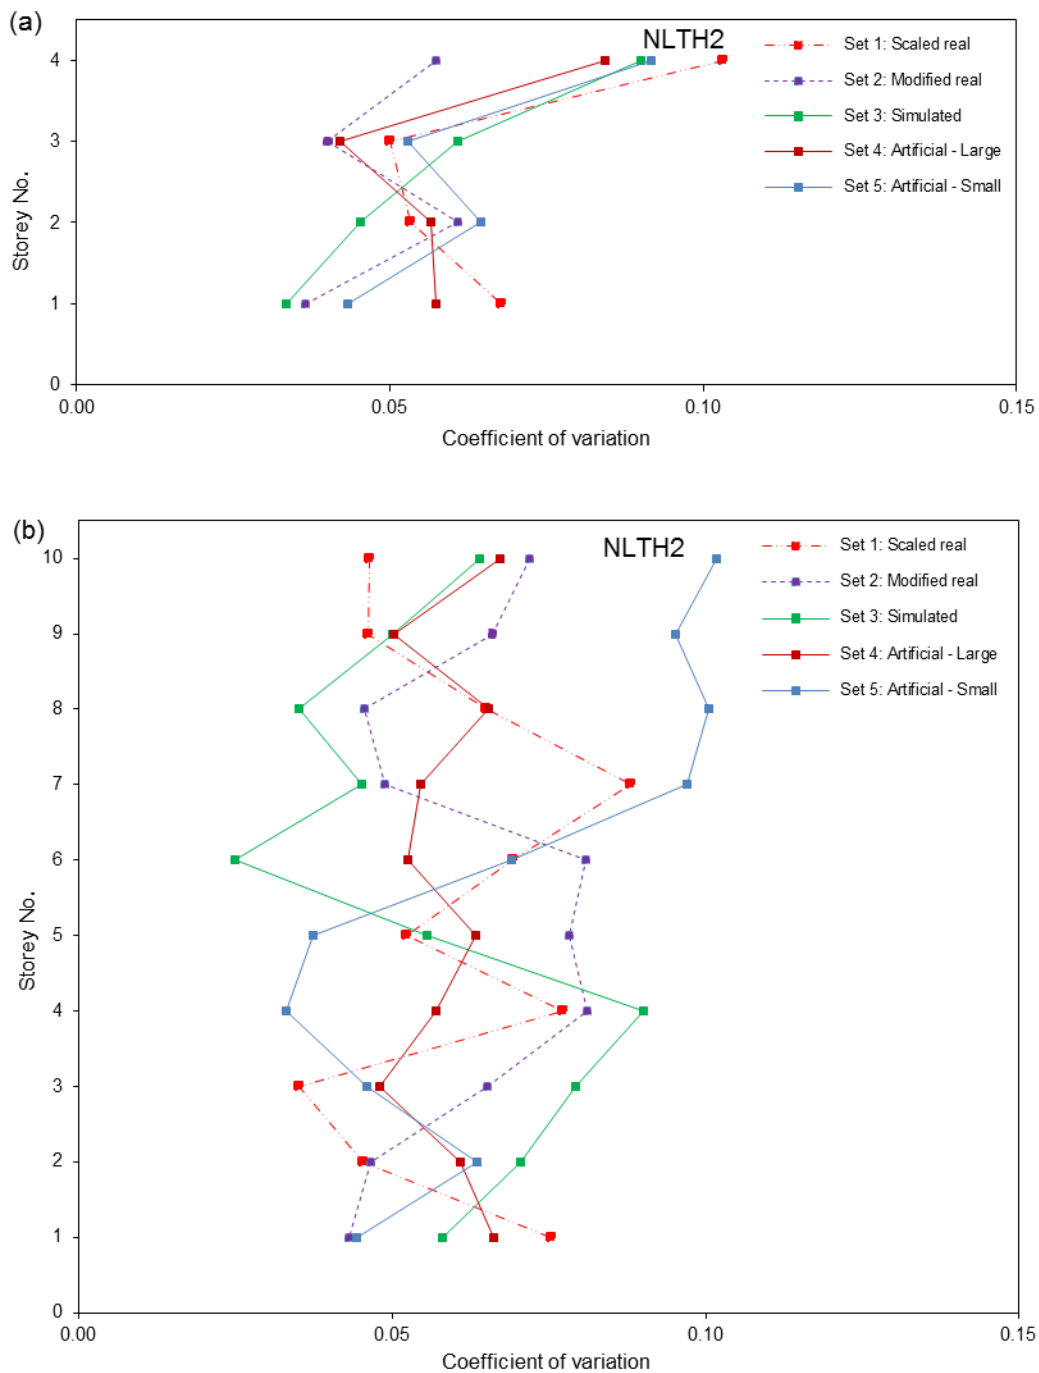 (a)
NLTH2
Set 1: Scaled real
Set 2: Modified real
Set 3: Simulated
Set 4: Artificial - Large
Set 5: Artificial - Small
Storey No.
4
3
2
1
0
0.00 0.05 0.10 0.15
Coefficient of variation
(b)
NLTH2
Set 1: Scaled real
Set 2: Modified real
Set 3: Simulated
Set 4: Artificial - Large
Set 5: Artificial - Small
Storey No.
10
9
8
7
6
5
4
3
2
1
0
0.00 0.05 0.10 0.15
Coefficient of variation